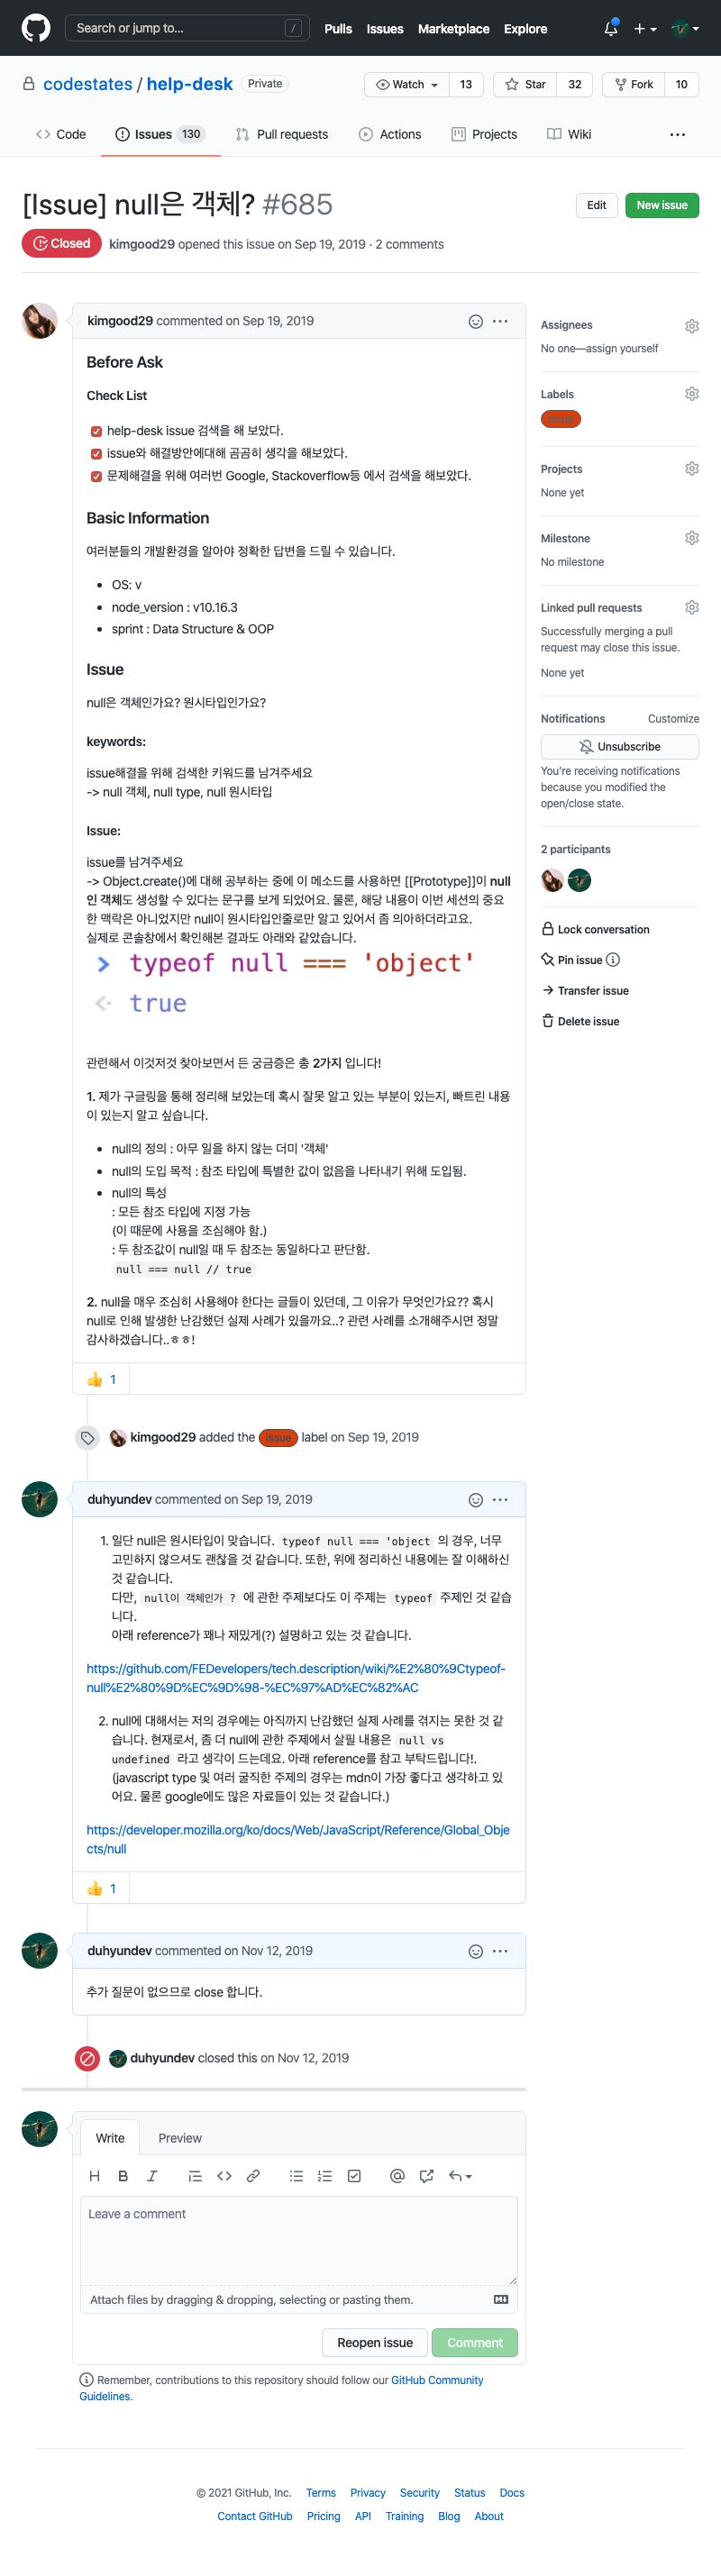 Search or jump to... /
Pulls Issues Marketplace Explore
codestates / help-desk Private
Watch 13 Star 32 Fork 10
Code Issues 130 Pull requests Actions Projects Wiki
[Issue] null은 객체? #685
Edit New issue
Closed kimgood29 opened this issue on Sep 19, 2019 · 2 comments
kimgood29 commented on Sep 19, 2019
Before Ask
Check List
help-desk issue 검색을 해 보았다.
issue와 해결방안에대해 곰곰히 생각을 해보았다.
문제해결을 위해 여러번 Google, Stackoverflow등 에서 검색을 해보았다.
Basic Information
여러분들의 개발환경을 알아야 정확한 답변을 드릴 수 있습니다.
OS: v
node_version : v10.16.3
sprint : Data Structure & OOP
Issue
null은 객체인가요? 원시타입인가요?
keywords:
issue해결을 위해 검색한 키워드를 남겨주세요
-> null 객체, null type, null 원시타입
Issue:
issue를 남겨주세요
-> Object.create()에 대해 공부하는 중에 이 메소드를 사용하면 [[Prototype]]이 null
인 객체도 생성할 수 있다는 문구를 보게 되었어요. 물론, 해당 내용이 이번 세션의 중요
한 맥락은 아니었지만 null이 원시타입인줄로만 알고 있어서 좀 의아하더라고요.
실제로 콘솔창에서 확인해본 결과도 아래와 같았습니다.
> typeof null === 'object'
true
관련해서 이것저것 찾아보면서 든 궁금증은 총 2가지 입니다!
1. 제가 구글링을 통해 정리해 보았는데 혹시 잘못 알고 있는 부분이 있는지, 빠트린 내용
이 있는지 알고 싶습니다.
null의 정의 : 아무 일을 하지 않는 더미 '객체'
null의 도입 목적 : 참조 타입에 특별한 값이 없음을 나타내기 위해 도입됨.
null의 특성
: 모든 참조 타입에 지정 가능
(이 때문에 사용을 조심해야 함.)
: 두 참조값이 null일 때 두 참조는 동일하다고 판단함.
null === null // true
2. null을 매우 조심히 사용해야 한다는 글들이 있던데, 그 이유가 무엇인가요?? 혹시
null로 인해 발생한 난감했던 실제 사례가 있을까요..? 관련 사례를 소개해주시면 정말
감사하겠습니다..ㅎㅎ!
👍 1
kimgood29 added the issue label on Sep 19, 2019
duhyundev commented on Sep 19, 2019
1. 일단 null은 원시타입이 맞습니다. typeof null === 'object 의 경우, 너무
고민하지 않으셔도 괜찮을 것 같습니다. 또한, 위에 정리하신 내용에는 잘 이해하신
것 같습니다.
다만, null이 객체인가 ? 에 관한 주제보다도 이 주제는 typeof 주제인 것 같습
니다.
아래 reference가 꽤나 재밌게(?) 설명하고 있는 것 같습니다.
https://github.com/FEDevelopers/tech.description/wiki/%E2%80%9Ctypeof-
null%E2%80%9D%EC%9D%98-%EC%97%AD%EC%82%AC
2. null에 대해서는 저의 경우에는 아직까지 난감했던 실제 사례를 겪지는 못한 것 같
습니다. 현재로서, 좀 더 null에 관한 주제에서 살필 내용은 null vs
undefined 라고 생각이 드는데요. 아래 reference를 참고 부탁드립니다!.
(javascript type 및 여러 굵직한 주제의 경우는 mdn이 가장 좋다고 생각하고 있
어요. 물론 google에도 많은 자료들이 있는 것 같습니다.)
https://developer.mozilla.org/ko/docs/Web/JavaScript/Reference/Global_Obje
cts/null
👍 1
duhyundev commented on Nov 12, 2019
추가 질문이 없으므로 close 합니다.
duhyundev closed this on Nov 12, 2019
Write Preview
Leave a comment
Attach files by dragging & dropping, selecting or pasting them.
Reopen issue Comment
Remember, contributions to this repository should follow our GitHub Community
Guidelines.
Assignees
No one—assign yourself
Labels
issue
Projects
None yet
Milestone
No milestone
Linked pull requests
Successfully merging a pull
request may close this issue.
None yet
Notifications Customize
Unsubscribe
You're receiving notifications
because you modified the
open/close state.
2 participants
Lock conversation
Pin issue
Transfer issue
Delete issue
© 2021 GitHub, Inc. Terms Privacy Security Status Docs
Contact GitHub Pricing API Training Blog About